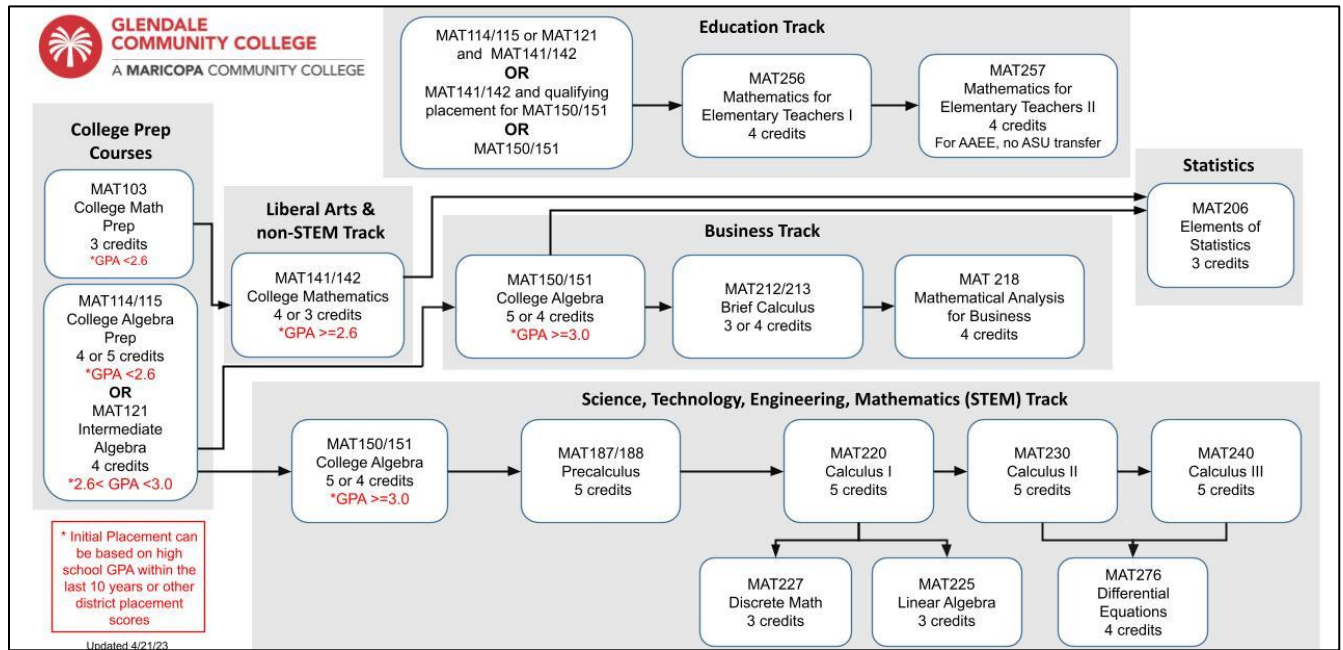 GLENDALE
COMMUNITY COLLEGE
A MARICOPA COMMUNITY COLLEGE
Education Track
MAT114/115 or MAT121
and MAT141/142
OR
MAT141/142 and qualifying
placement for MAT150/151
OR
MAT150/151
MAT256
Mathematics for
Elementary Teachers I
4 credits
MAT257
Mathematics for
Elementary Teachers II
4 credits
For AAEE, no ASU transfer
College Prep
Courses
MAT103
College Math
Prep
3 credits
*GPA <2.6
MAT114/115
College Algebra
Prep
4 or 5 credits
*GPA <2.6
OR
MAT121
Intermediate
Algebra
4 credits
*2.6< GPA <3.0
Liberal Arts &
non-STEM Track
MAT141/142
College Mathematics
4 or 3 credits
*GPA >=2.6
Business Track
MAT150/151
College Algebra
5 or 4 credits
*GPA >=3.0
MAT212/213
Brief Calculus
3 or 4 credits
MAT 218
Mathematical Analysis
for Business
4 credits
Statistics
MAT206
Elements of
Statistics
3 credits
Science, Technology, Engineering, Mathematics (STEM) Track
MAT150/151
College Algebra
5 or 4 credits
*GPA >=3.0
MAT187/188
Precalculus
5 credits
MAT220
Calculus I
5 credits
MAT230
Calculus II
5 credits
MAT240
Calculus III
5 credits
MAT227
Discrete Math
3 credits
MAT225
Linear Algebra
3 credits
MAT276
Differential
Equations
4 credits
* Initial Placement can
be based on high
school GPA within the
last 10 years or other
district placement
scores
Updated 4/21/23